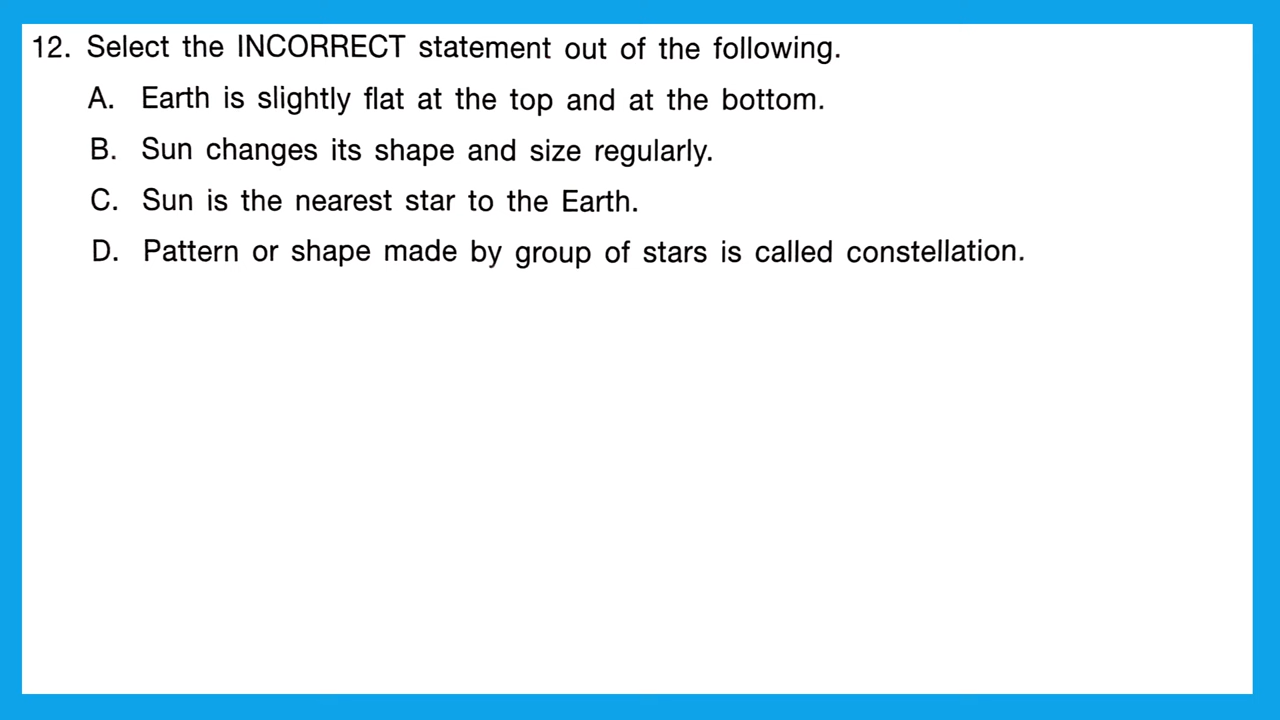 12. Select the INCORRECT statement out of the following.
A. Earth is slightly flat at the top and at the bottom.
B. Sun changes its shape and size regularly.
C. Sun is the nearest star to the Earth.
D. Pattern or shape made by group of stars is called constellation.